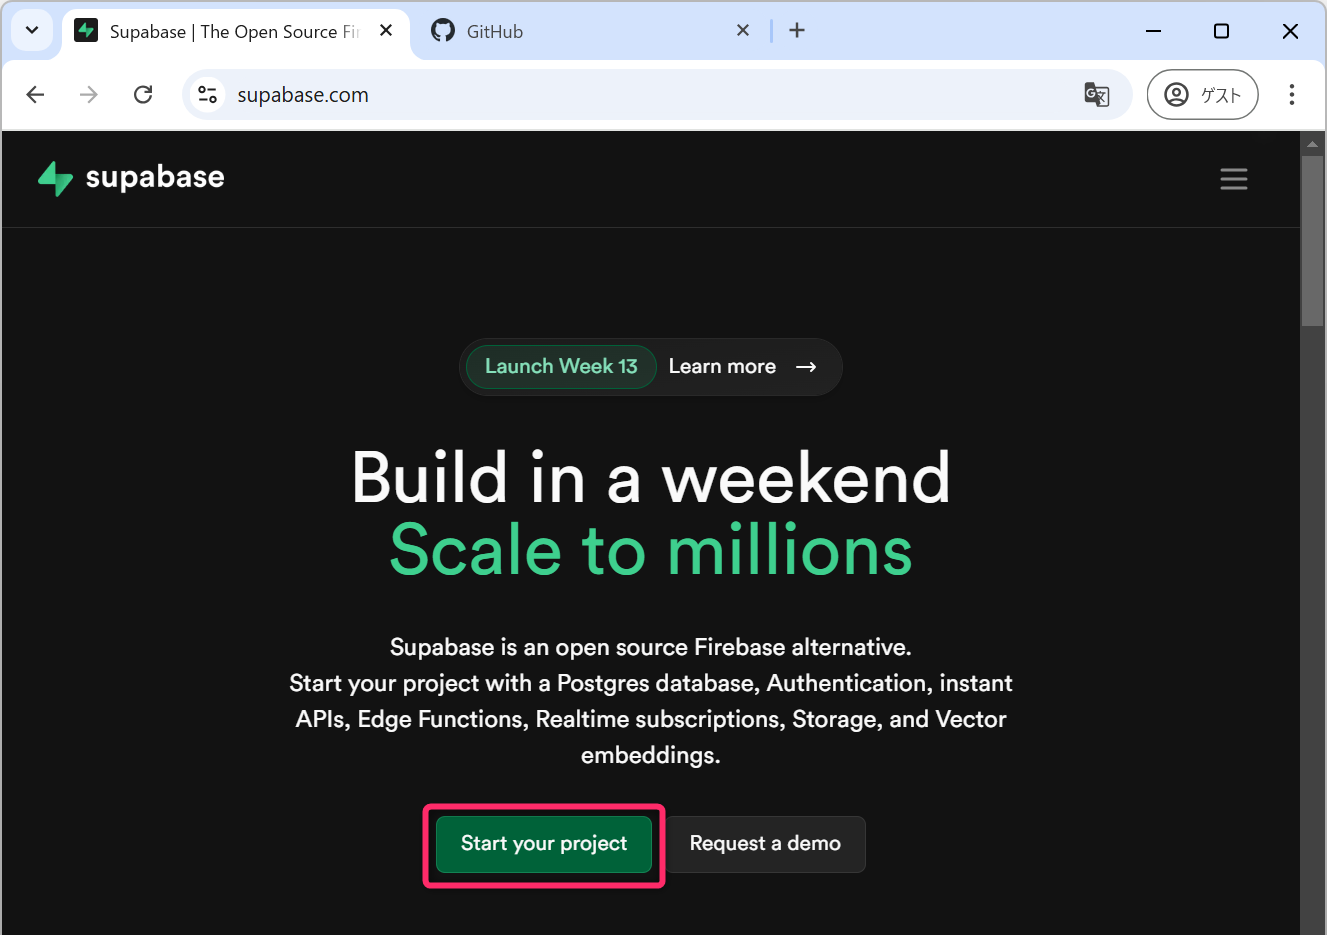 Supabase | The Open Source Fi
GitHub
supabase.com
ゲスト
supabase
Launch Week 13 Learn more →
Build in a weekend
Scale to millions
Supabase is an open source Firebase alternative.
Start your project with a Postgres database, Authentication, instant
APIs, Edge Functions, Realtime subscriptions, Storage, and Vector
embeddings.
Start your project
Request a demo